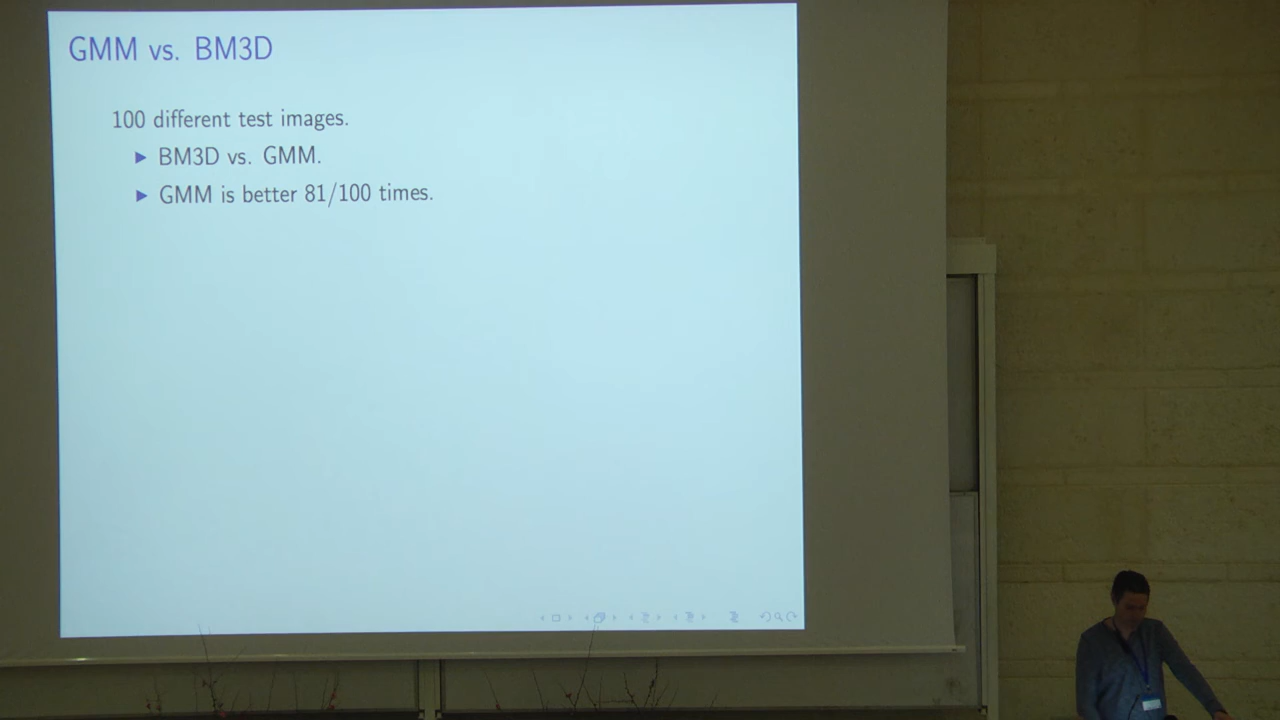 GMM vs. BM3D
100 different test images.
BM3D vs. GMM.
GMM is better 81/100 times.